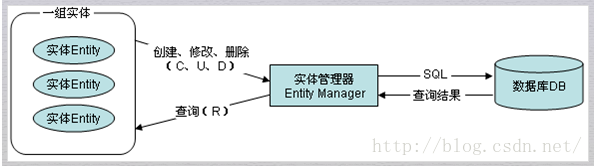 一组实体
实体Entity
实体Entity
实体Entity
创建、修改、删除
（C、U、D）
查询（R）
实体管理器
Entity Manager
SQL
查询结果
数据库DB
http://blog.csdn.net/